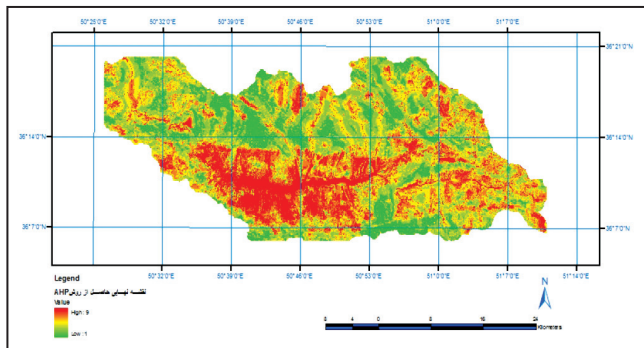 50°25'0"E 50°32'0"E 50°39'0"E 50°46'0"E 50°53'0"E 51°0'0"E 51°7'0"E
36°21'0"N
36°14'0"N 36°14'0"N
36°7'0"N 36°7'0"N
50°32'0"E 50°39'0"E 50°46'0"E 50°53'0"E 51°0'0"E 51°7'0"E 51°14'0"E
Legend
نقشه نهایی حاصل از روش AHP
Value
High : 9
Low : 1
N
8 4 0 8 16 24
Kilometers